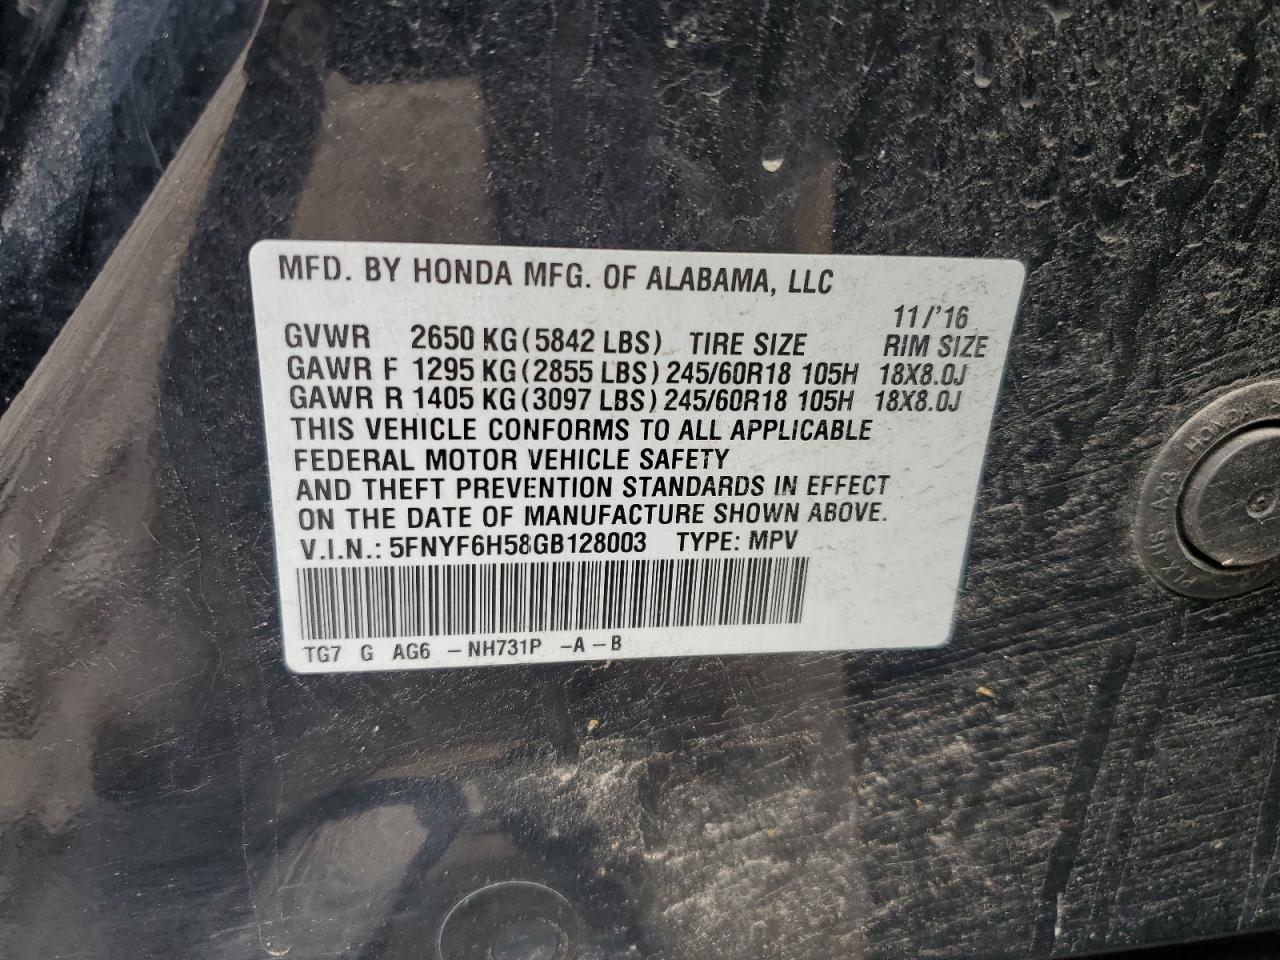 MFD. BY HONDA MFG. OF ALABAMA, LLC
11/'16
GVWR 2650 KG(5842 LBS) TIRE SIZE RIM SIZE
GAWR F 1295 KG(2855 LBS) 245/60R18 105H 18X8.0J
GAWR R 1405 KG(3097 LBS) 245/60R18 105H 18X8.0J
THIS VEHICLE CONFORMS TO ALL APPLICABLE
FEDERAL MOTOR VEHICLE SAFETY
AND THEFT PREVENTION STANDARDS IN EFFECT
ON THE DATE OF MANUFACTURE SHOWN ABOVE.
V.I.N.: 5FNYF6H58GB128003 TYPE: MPV
TG7 G AG6 -NH731P -A-B